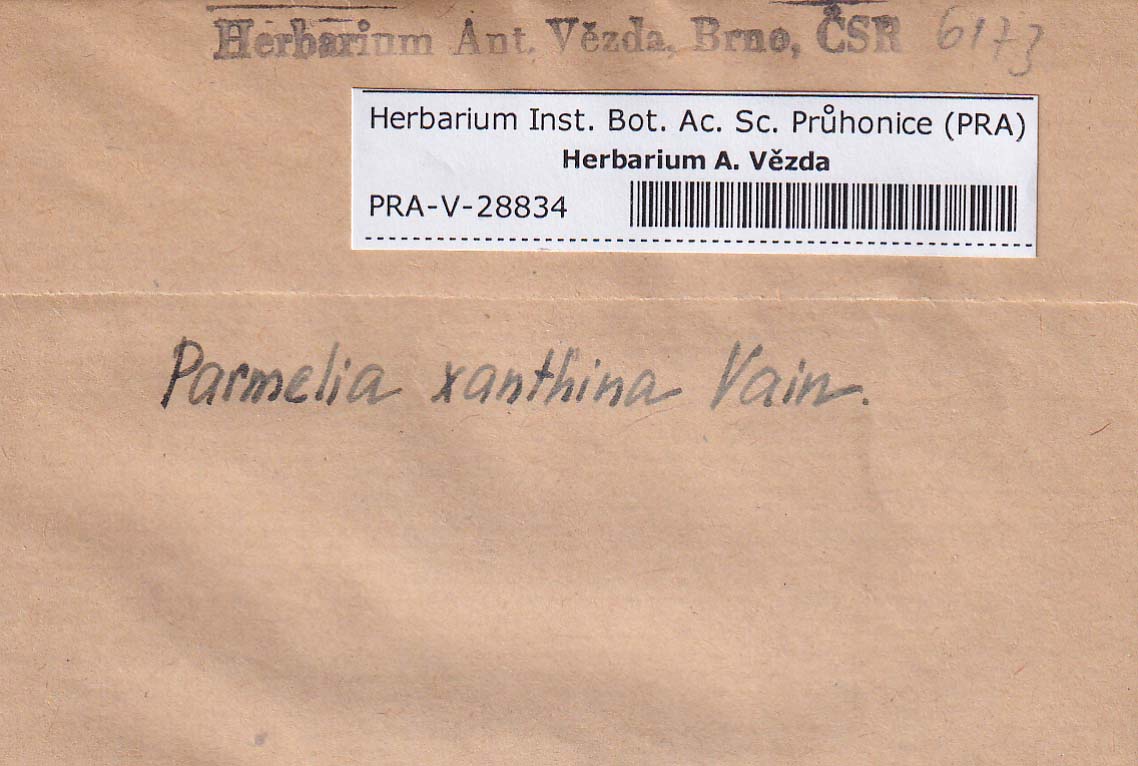 Herbarium Ant. Vězda, Brno, ČSR 6173
Herbarium Inst. Bot. Ac. Sc. Průhonice (PRA)
Herbarium A. Vězda
PRA-V-28834
Parmelia xanthina Vain.